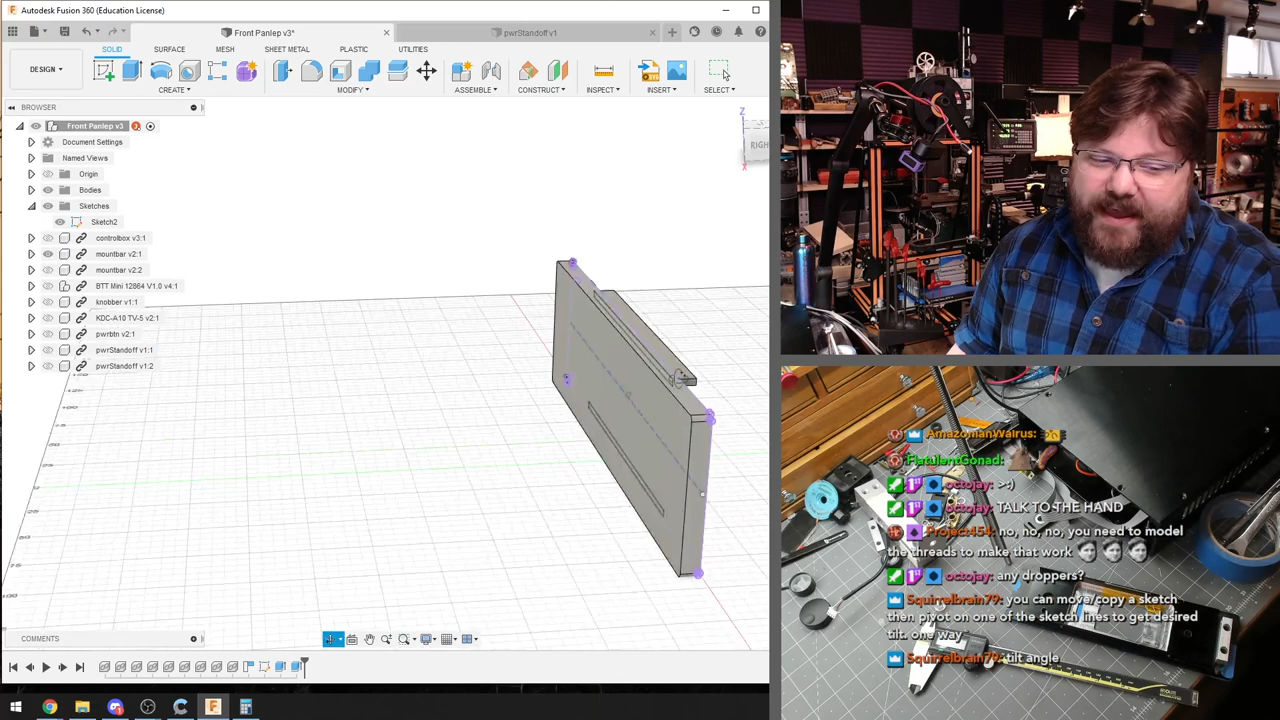 Autodesk Fusion 360 (Education License)
Front Panlep v3*
pwrStandoff v1
DESIGN
SOLID
SURFACE
MESH
SHEET METAL
PLASTIC
UTILITIES
CREATE
MODIFY
ASSEMBLE
CONSTRUCT
INSPECT
INSERT
SELECT
BROWSER
Front Panlep v3
Document Settings
Named Views
Origin
Bodies
Sketches
Sketch2
controlbox v3:1
mountbar v2:1
mountbar v2:2
BTT Mini 12864 V1.0 v4:1
knobber v1:1
KDC-A10 TV-5 v2:1
pwrbtn v2:1
pwrStandoff v1:1
pwrStandoff v1:2
Z
RIGH
X
COMMENTS
AmazonianWalrus:
FlatulentGonad:
octojay: >:)
octojay: TALK TO THE HAND
Project454: no, no, no, you need to model
the threads to make that work
octojay: any droppers?
Squirrelbrain79: you can move/copy a sketch
then pivot on one of the sketch lines to get desired
tilt. one way
Squirrelbrain79: tilt angle